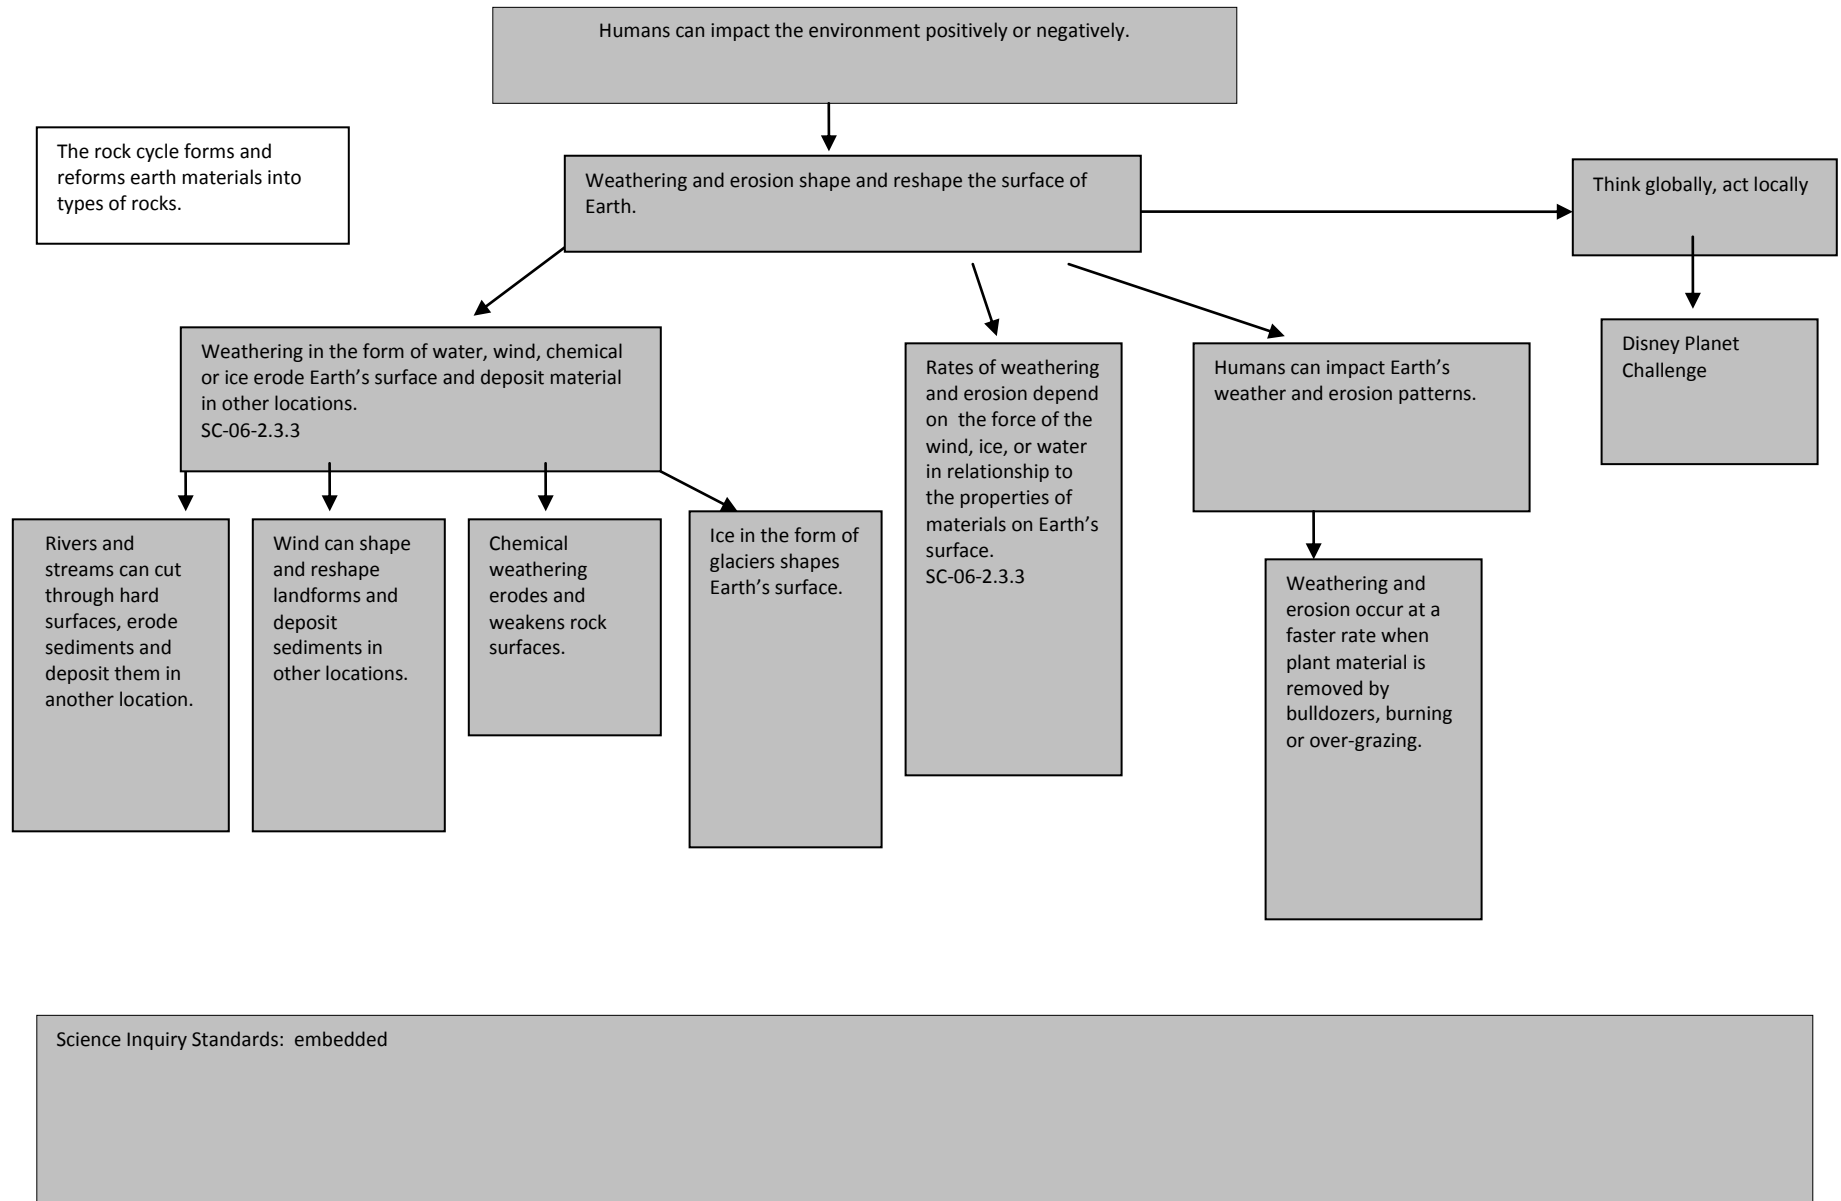 Humans can impact the environment positively or negatively.
The rock cycle forms and
reforms earth materials into
types of rocks.
Weathering and erosion shape and reshape the surface of
Earth.
Think globally, act locally
Weathering in the form of water, wind, chemical
or ice erode Earth’s surface and deposit material
in other locations.
SC-06-2.3.3
Rates of weathering
and erosion depend
on  the force of the
wind, ice, or water
in relationship to
the properties of
materials on Earth’s
surface.
SC-06-2.3.3
Humans can impact Earth’s
weather and erosion patterns.
Disney Planet
Challenge
Rivers and
streams can cut
through hard
surfaces, erode
sediments and
deposit them in
another location.
Wind can shape
and reshape
landforms and
deposit
sediments in
other locations.
Chemical
weathering
erodes and
weakens rock
surfaces.
Ice in the form of
glaciers shapes
Earth’s surface.
Weathering and
erosion occur at a
faster rate when
plant material is
removed by
bulldozers, burning
or over-grazing.
Science Inquiry Standards:  embedded